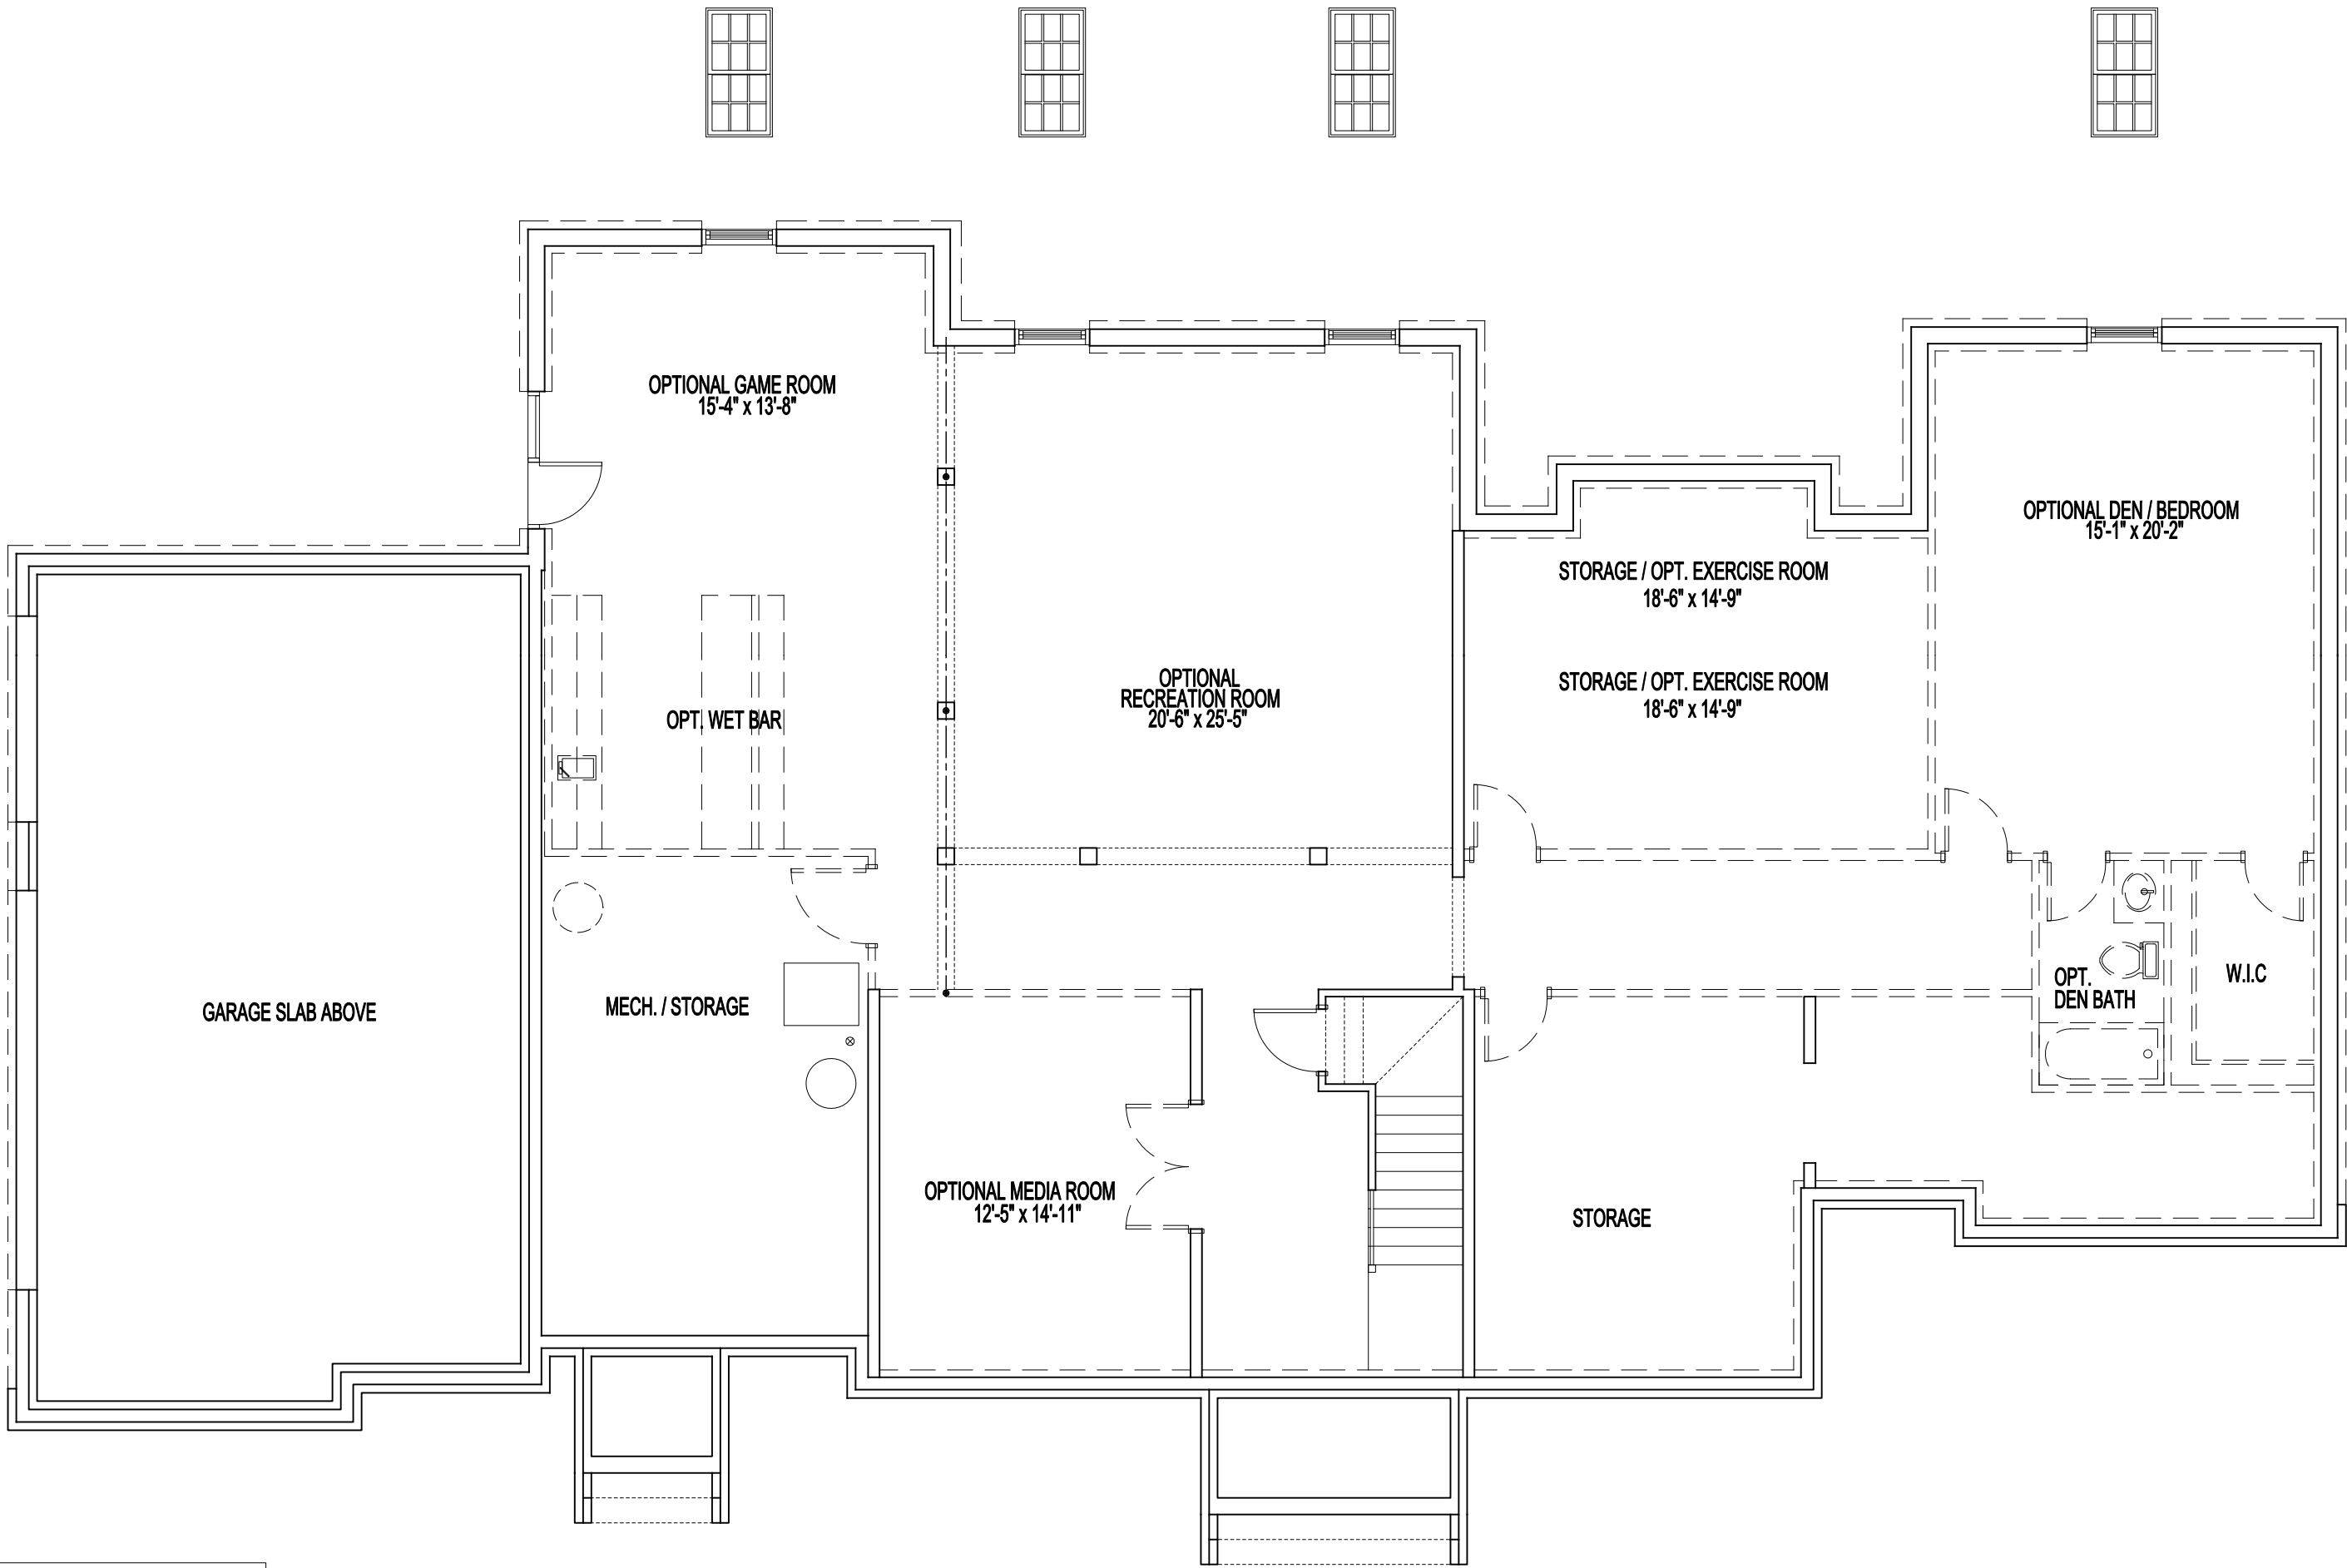 OPTIONAL GAME ROOM
15'-4" x 13'-8"
OPTIONAL DEN / BEDROOM
15'-1" x 20'-2"
STORAGE / OPT. EXERCISE ROOM
18'-6" x 14'-9"
OPTIONAL
RECREATION ROOM
20'-6" x 25'-5"
STORAGE / OPT. EXERCISE ROOM
18'-6" x 14'-9"
OPT. WET BAR
GARAGE SLAB ABOVE
MECH. / STORAGE
OPT.
DEN BATH
W.I.C
OPTIONAL MEDIA ROOM
12'-5" x 14'-11"
STORAGE